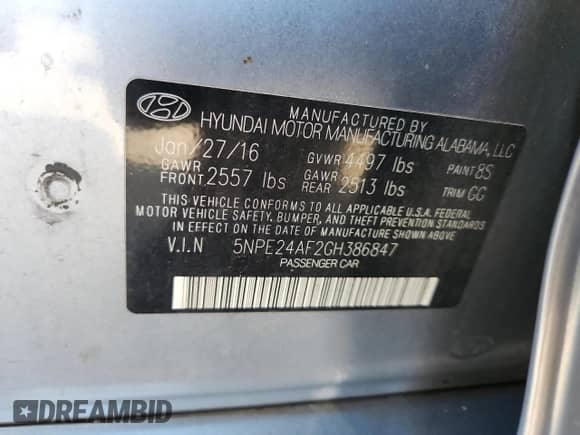 MANUFACTURED BY
HYUNDAI MOTOR MANUFACTURING ALABAMA, LLC
Jan/27/16 GVWR 4497 lbs PAINT 8S
GAWR FRONT 2557 lbs GAWR REAR 2513 lbs TRIM GG
THIS VEHICLE CONFORMS TO ALL APPLICABLE U.S.A. FEDERAL
MOTOR VEHICLE SAFETY, BUMPER, AND THEFT PREVENTION STANDARDS
IN EFFECT ON THE DATE OF MANUFACTURE SHOWN ABOVE.
V.I.N 5NPE24AF2GH386847
PASSENGER CAR
DREAMBID